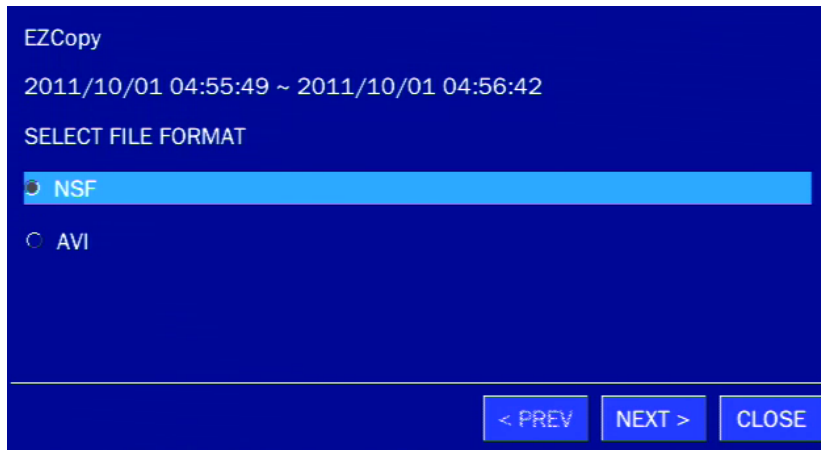 EZCopy
2011/10/01 04:55:49 ~ 2011/10/01 04:56:42
SELECT FILE FORMAT
NSF
AVI
< PREV NEXT > CLOSE